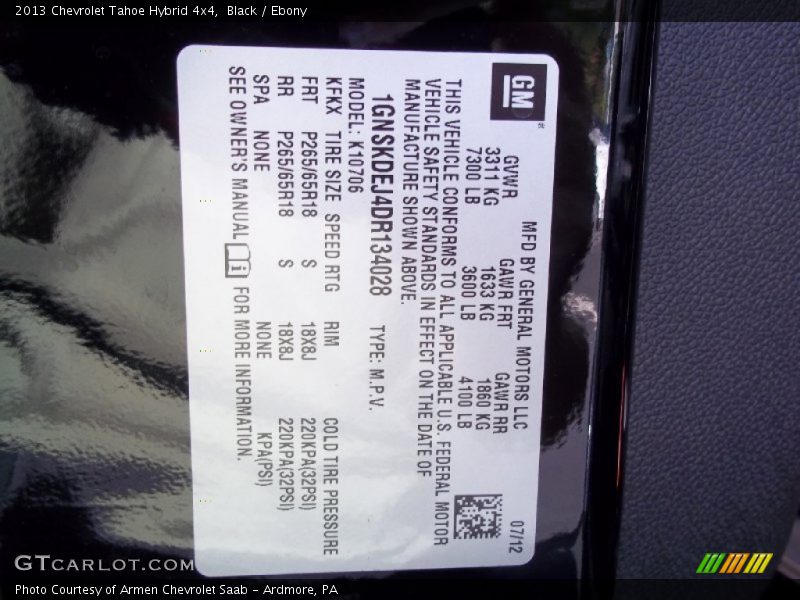 2013 Chevrolet Tahoe Hybrid 4x4, Black / Ebony
GM
MFD BY GENERAL MOTORS LLC 07/12
GVWR GAWR FRT GAWR RR
3311 KG 1633 KG 1860 KG
7300 LB 3600 LB 4100 LB
THIS VEHICLE CONFORMS TO ALL APPLICABLE U.S. FEDERAL MOTOR
VEHICLE SAFETY STANDARDS IN EFFECT ON THE DATE OF
MANUFACTURE SHOWN ABOVE.
1GNSKDEJ4DR134028 TYPE: M.P.V.
MODEL: K10706
KFKX TIRE SIZE SPEED RTG RIM COLD TIRE PRESSURE
FRT P265/65R18 S 18X8J 220KPA(32PSI)
RR P265/65R18 S 18X8J 220KPA(32PSI)
SPA NONE NONE KPA(PSI)
SEE OWNER'S MANUAL i FOR MORE INFORMATION.
GTCARLOT.COM
Photo Courtesy of Armen Chevrolet Saab - Ardmore, PA